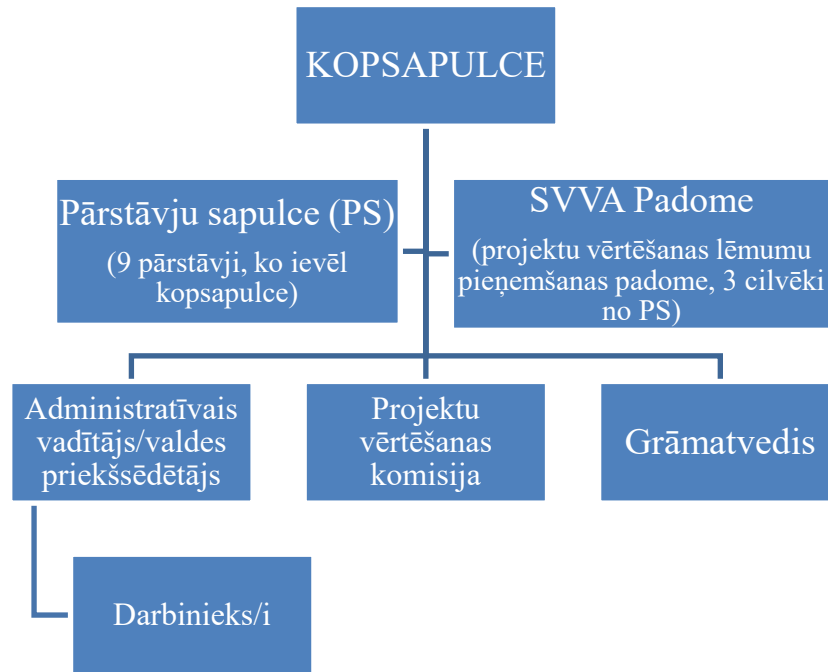 KOPSAPULCE
Pārstāvju sapulce (PS)
(9 pārstāvji, ko ievēl
kopsapulce)
SVVA Padome
(projektu vērtēšanas lēmumu
pieņemšanas padome, 3 cilvēki
no PS)
Administratīvais
vadītājs/valdes
priekšsēdētājs
Projektu
vērtēšanas
komisija
Grāmatvedis
Darbinieks/i